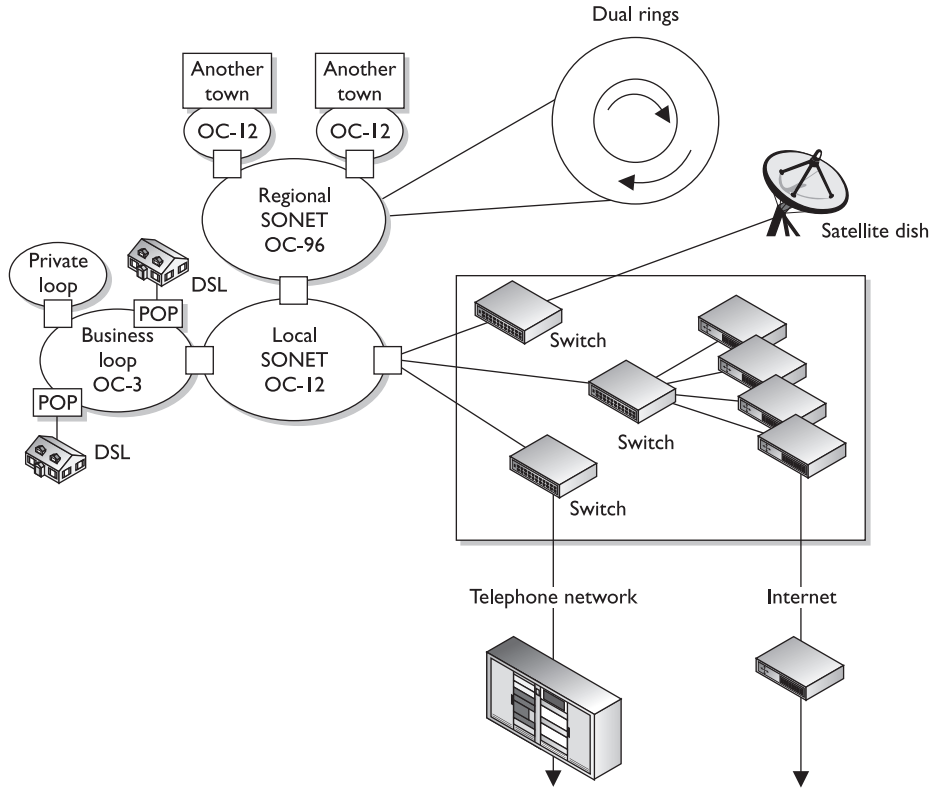 Dual rings
Another
town
Another
town
OC-12
OC-12
Regional
SONET
OC-96
Satellite dish
Private
loop
DSL
POP
Switch
Business
loop
OC-3
Local
SONET
OC-12
POP
Switch
DSL
Switch
Telephone network
Internet